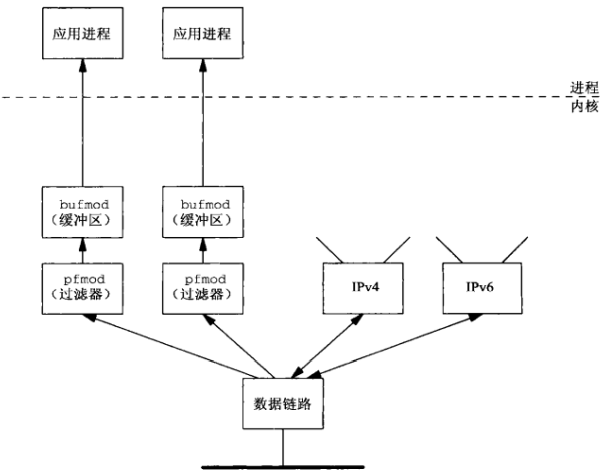 应用进程
应用进程
进程
内核
bufmod
(缓冲区)
bufmod
(缓冲区)
pfmod
(过滤器)
pfmod
(过滤器)
IPv4
IPv6
数据链路